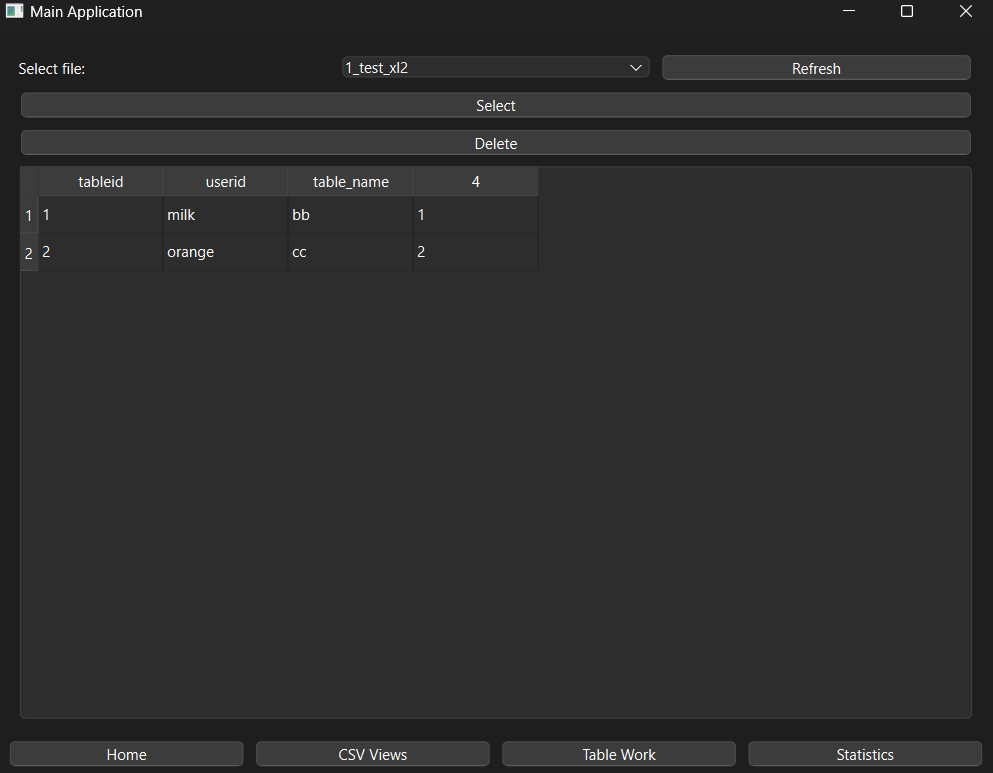 Main Application
Select file: 1_test_xl2 Refresh
Select
Delete
tableid userid table_name 4
1 1 milk bb 1
2 2 orange cc 2
Home CSV Views Table Work Statistics